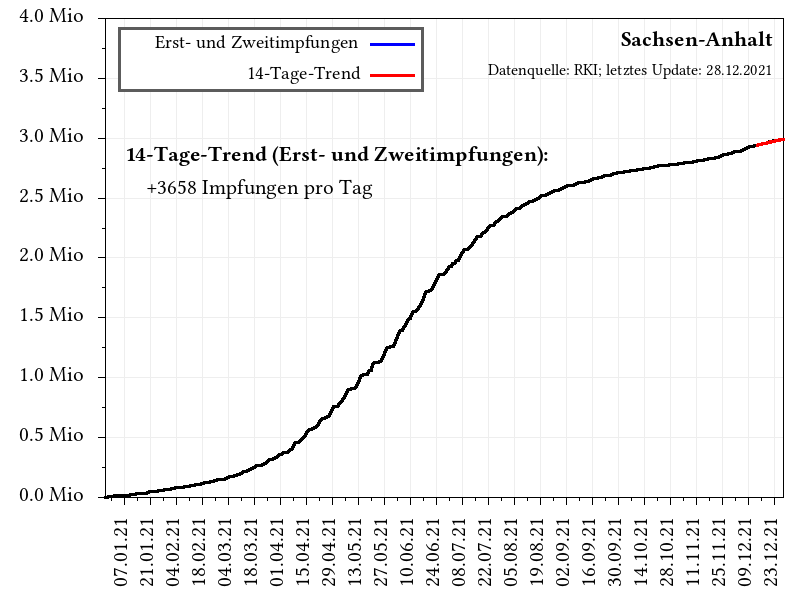 4.0 Mio
3.5 Mio
3.0 Mio
2.5 Mio
2.0 Mio
1.5 Mio
1.0 Mio
0.5 Mio
0.0 Mio
Erst- und Zweitimpfungen
14-Tage-Trend
Sachsen-Anhalt
Datenquelle: RKI; letztes Update: 28.12.2021
14-Tage-Trend (Erst- und Zweitimpfungen):
+3658 Impfungen pro Tag
07.01.21
21.01.21
04.02.21
18.02.21
04.03.21
18.03.21
01.04.21
15.04.21
29.04.21
13.05.21
27.05.21
10.06.21
24.06.21
08.07.21
22.07.21
05.08.21
19.08.21
02.09.21
16.09.21
30.09.21
14.10.21
28.10.21
11.11.21
25.11.21
09.12.21
23.12.21